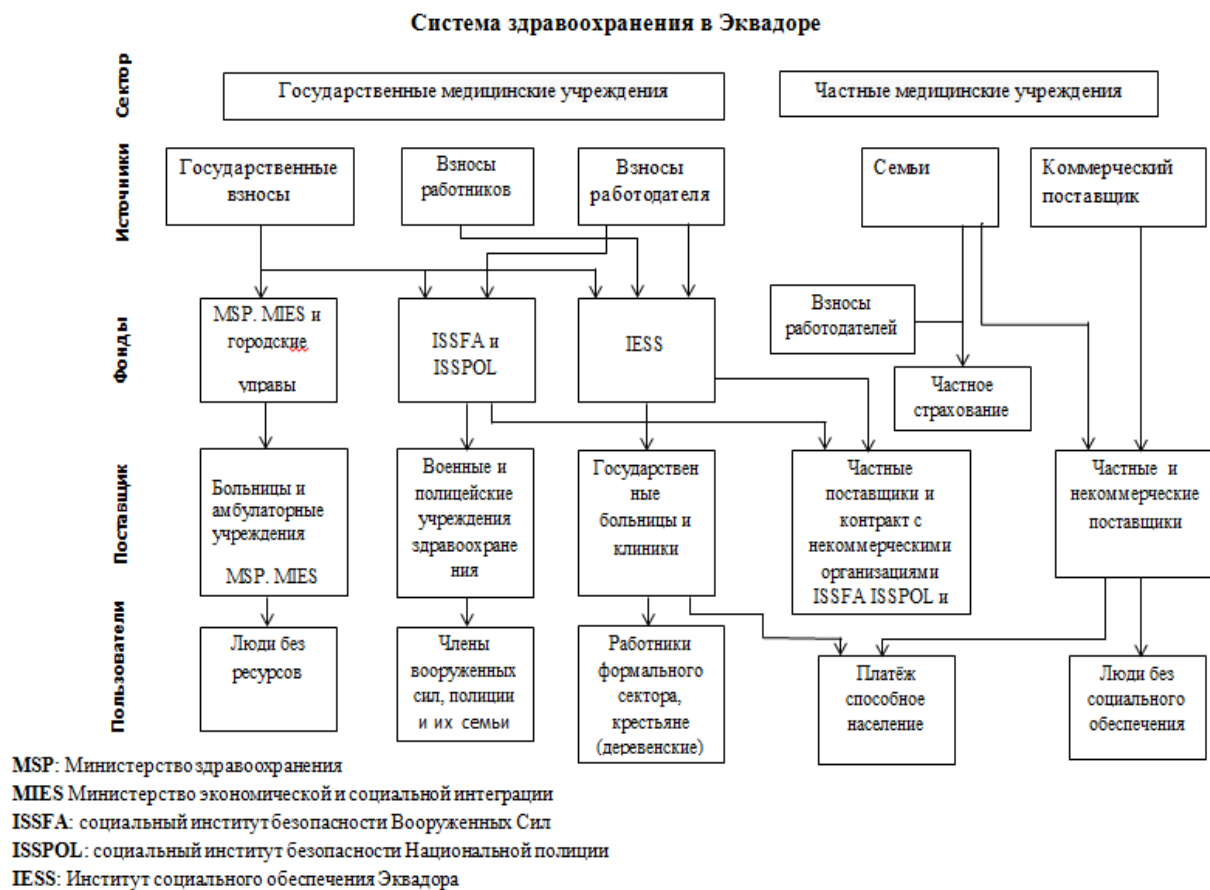 Система здравоохранения в Эквадоре
Сектор
Государственные медицинские учреждения
Частные медицинские учреждения
Источники
Государственные
взносы
Взносы
работников
Взносы
работодателя
Семьи
Коммерческий
поставщик
Фонды
MSP. MIES и
городские
управы
ISSFA и
ISSPOL
IESS
Взносы
работодателей
Частное
страхование
Поставщик
Больницы и
амбулаторные
учреждения
MSP. MIES
Военные и
полицейские
учреждения
здравоохране
ния
Государствен
ные
больницы и
клиники
Частные
поставщики и
контракт с
некоммерческими
организациями
ISSFA ISSPOL и
Частные и
некоммерческие
поставщики
Пользователи
Люди без
ресурсов
Члены
вооруженных
сил, полиции
и их семьи
Работники
формального
сектора,
крестьяне
(деревенские)
Платёж
способное
население
Люди без
социального
обеспечения
MSP: Министерство здравоохранения
MIES Министерство экономической и социальной интеграции
ISSFA: социальный институт безопасности Вооруженных Сил
ISSPOL: социальный институт безопасности Национальной полиции
IESS: Институт социального обеспечения Эквадора